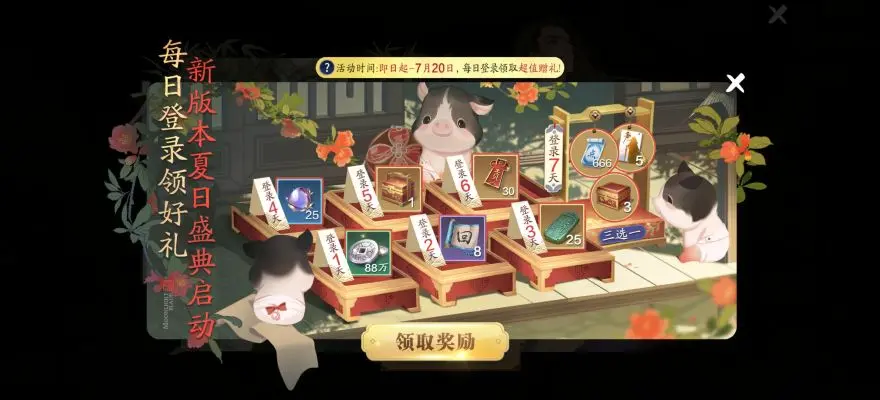 每日登录领好礼
新版本夏日盛典启动
? 活动时间:即日起-7月20日，每日登录领取超值赠礼!
登录4天
25
登录5天
1
登录6天
30
登录7天
666
5
3
三选一
登录1天
88万
登录2天
回
8
登录3天
25
领取奖励